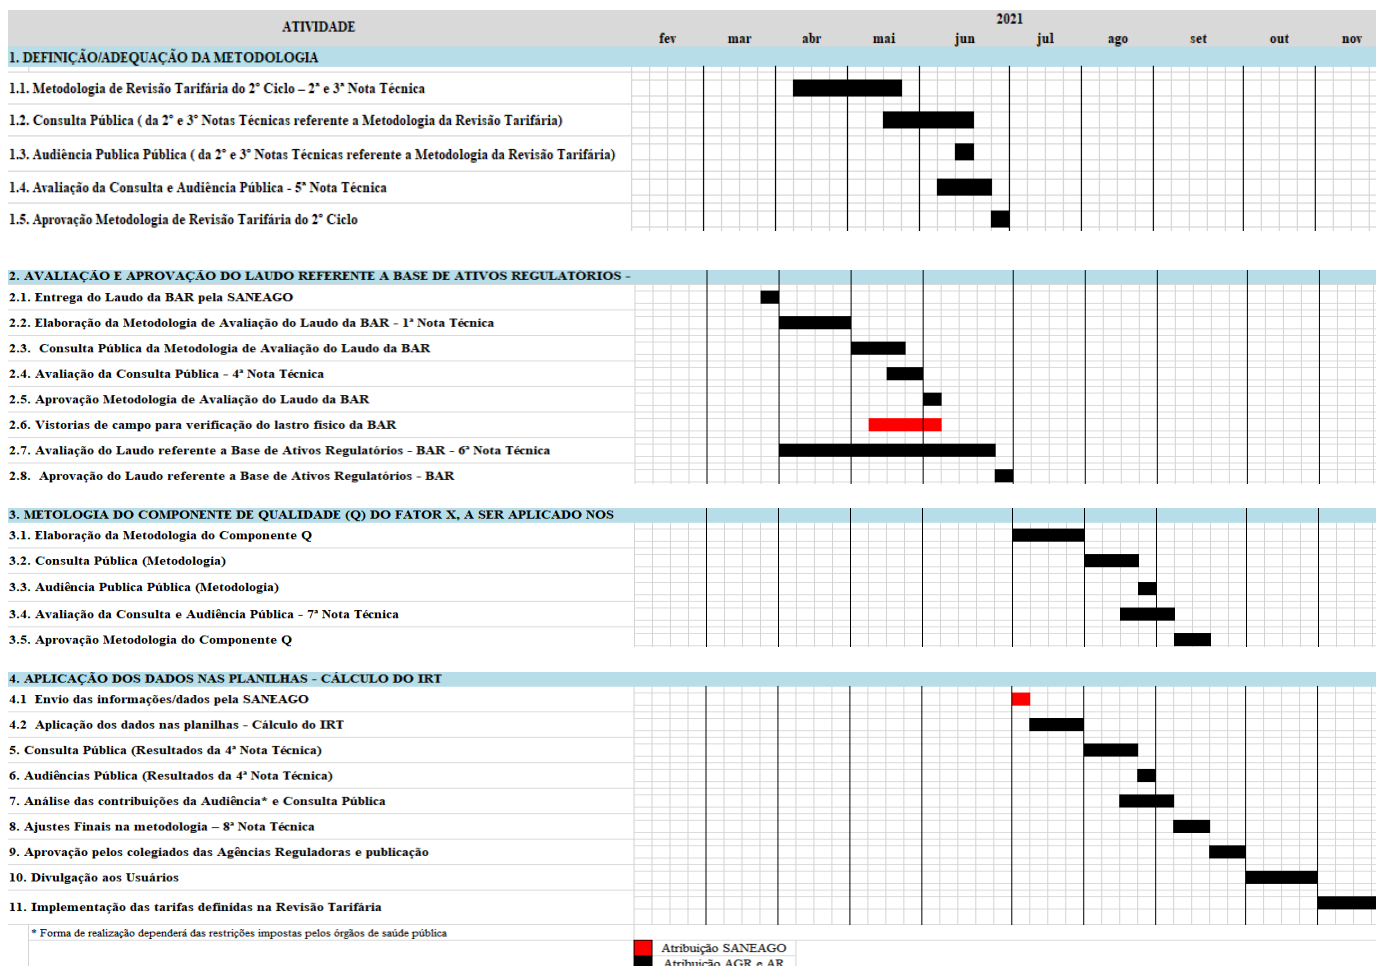 ATIVIDADE
2021
fev mar abr mai jun jul ago set out nov
1. DEFINIÇÃO/ADEQUAÇÃO DA METODOLOGIA
1.1. Metodologia de Revisão Tarifária do 2º Ciclo – 2ª e 3ª Nota Técnica
1.2. Consulta Pública ( da 2º e 3º Notas Técnicas referente a Metodologia da Revisão Tarifária)
1.3. Audiência Publica Pública ( da 2º e 3º Notas Técnicas referente a Metodologia da Revisão Tarifária)
1.4. Avaliação da Consulta e Audiência Pública - 5ª Nota Técnica
1.5. Aprovação Metodologia de Revisão Tarifária do 2º Ciclo
2. AVALIAÇÃO E APROVAÇÃO DO LAUDO REFERENTE A BASE DE ATIVOS REGULATÓRIOS -
2.1. Entrega do Laudo da BAR pela SANEAGO
2.2. Elaboração da Metodologia de Avaliação do Laudo da BAR - 1ª Nota Técnica
2.3. Consulta Pública da Metodologia de Avaliação do Laudo da BAR
2.4. Avaliação da Consulta Pública - 4ª Nota Técnica
2.5. Aprovação Metodologia de Avaliação do Laudo da BAR
2.6. Vistorias de campo para verificação do lastro físico da BAR
2.7. Avaliação do Laudo referente a Base de Ativos Regulatórios - BAR - 6ª Nota Técnica
2.8. Aprovação do Laudo referente a Base de Ativos Regulatórios - BAR
3. METOLOGIA DO COMPONENTE DE QUALIDADE (Q) DO FATOR X, A SER APLICADO NOS
3.1. Elaboração da Metodologia do Componente Q
3.2. Consulta Pública (Metodologia)
3.3. Audiência Publica Pública (Metodologia)
3.4. Avaliação da Consulta e Audiência Pública - 7ª Nota Técnica
3.5. Aprovação Metodologia do Componente Q
4. APLICAÇÃO DOS DADOS NAS PLANILHAS - CÁLCULO DO IRT
4.1 Envio das informações/dados pela SANEAGO
4.2 Aplicação dos dados nas planilhas - Cálculo do IRT
5. Consulta Pública (Resultados da 4ª Nota Técnica)
6. Audiências Pública (Resultados da 4ª Nota Técnica)
7. Análise das contribuições da Audiência* e Consulta Pública
8. Ajustes Finais na metodologia – 8ª Nota Técnica
9. Aprovação pelos colegiados das Agências Reguladoras e publicação
10. Divulgação aos Usuários
11. Implementação das tarifas definidas na Revisão Tarifária
* Forma de realização dependerá das restrições impostas pelos órgãos de saúde pública
Atribuição SANEAGO
Atribuição AGR e AR